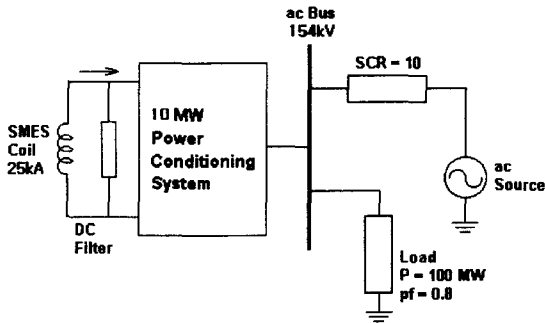 ac Bus
154kV
SCR = 10
SMES
Coil
25kA
10 MW
Power
Conditioning
System
ac
Source
DC
Filter
Load
P = 100 MW
pf = 0.8